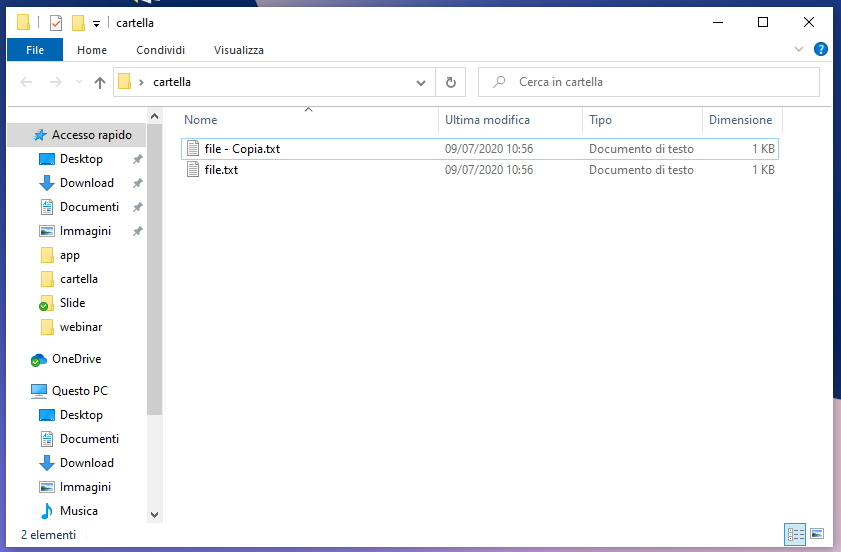 cartella
File Home Condividi Visualizza
cartella Cerca in cartella
Nome Ultima modifica Tipo Dimensione
file - Copia.txt 09/07/2020 10:56 Documento di testo 1 KB
file.txt 09/07/2020 10:56 Documento di testo 1 KB
Accesso rapido
Desktop
Download
Documenti
Immagini
app
cartella
Slide
webinar
OneDrive
Questo PC
Desktop
Documenti
Download
Immagini
Musica
2 elementi